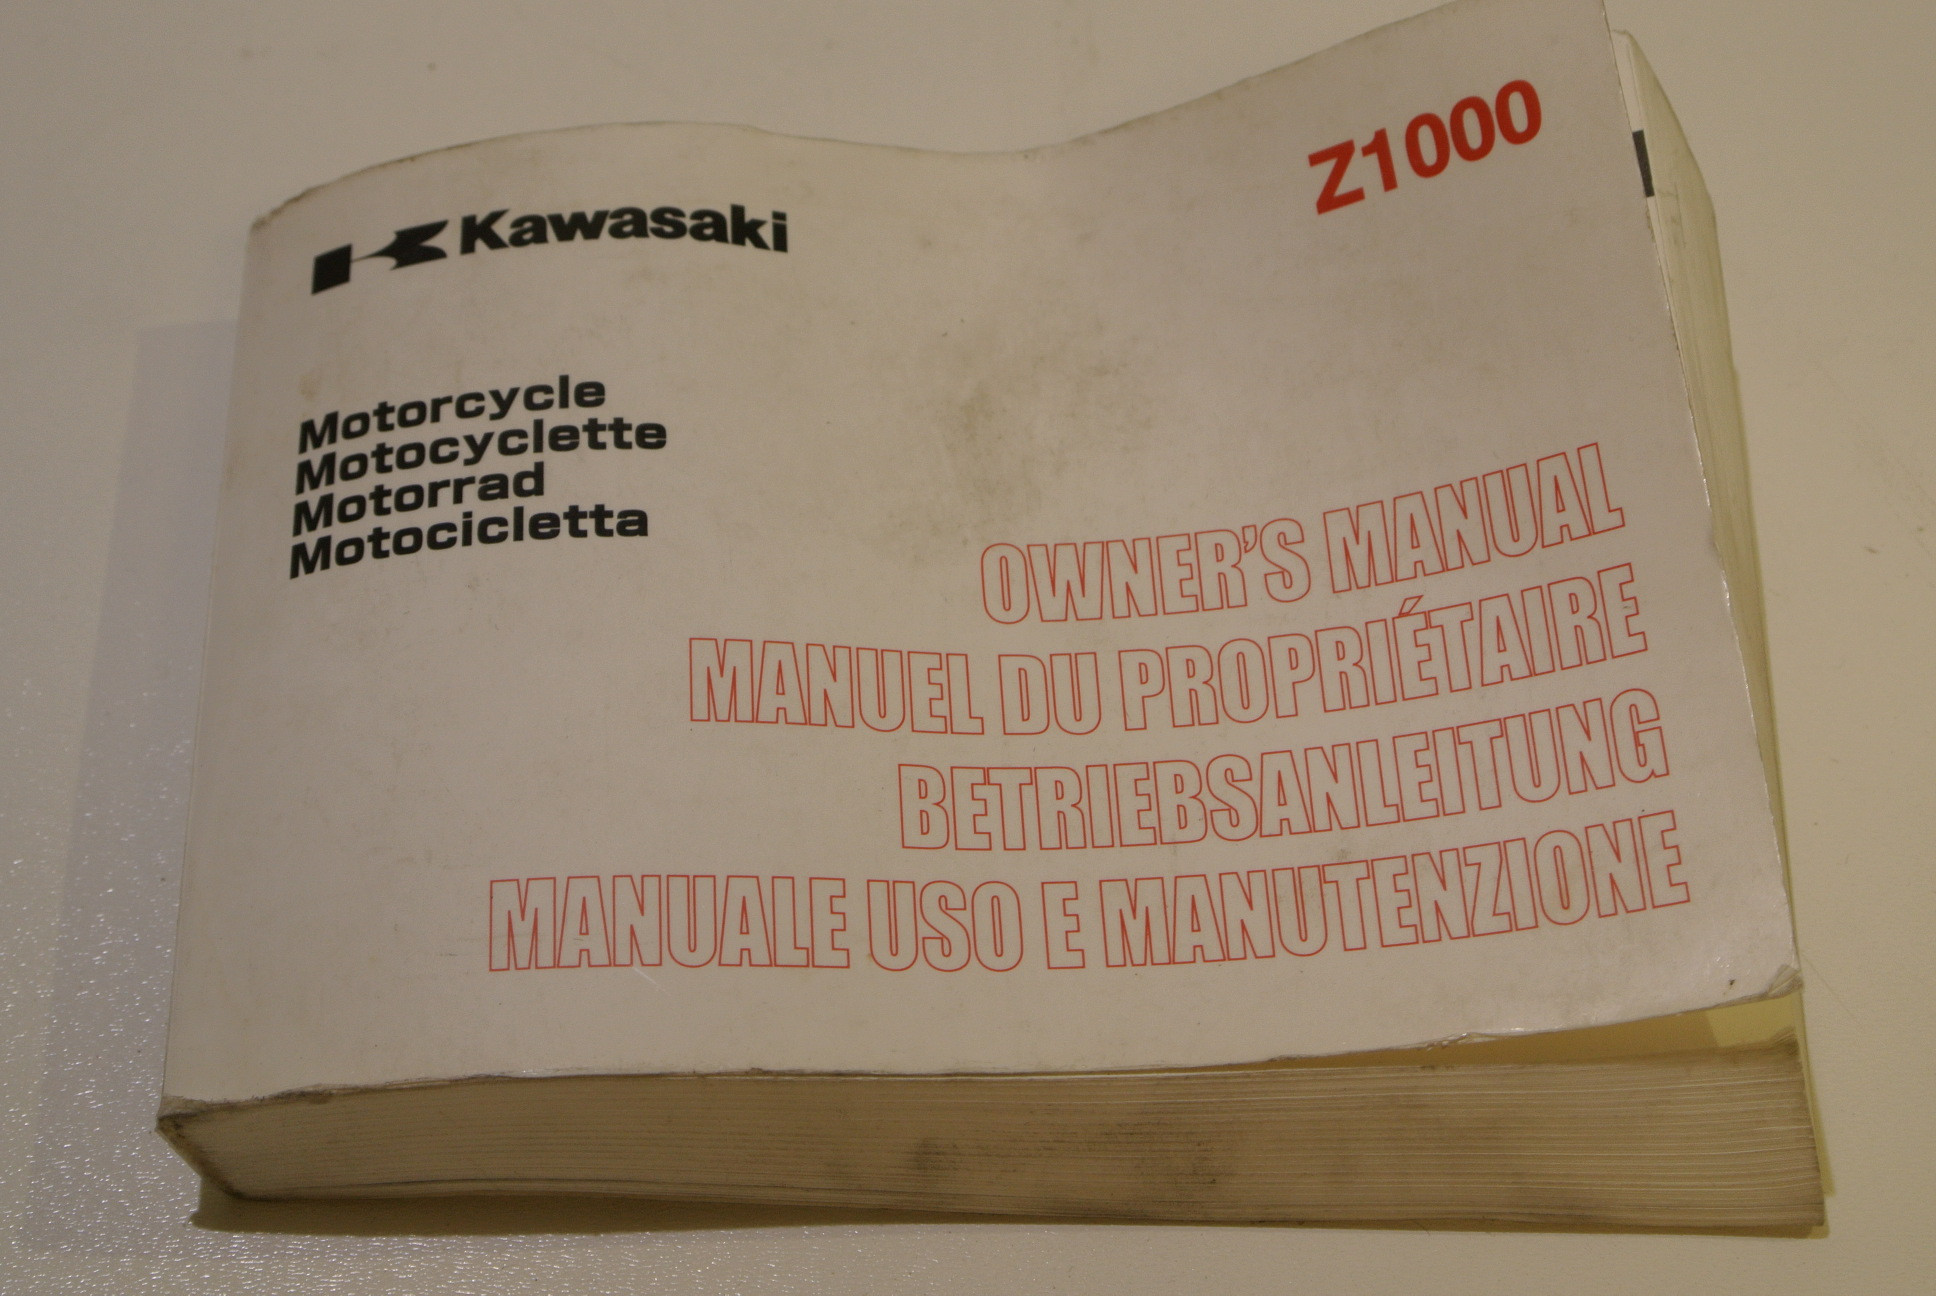 Kawasaki
Z1000
Motorcycle
Motocyclette
Motorrad
Motocicletta
OWNER'S MANUAL
MANUEL DU PROPRIÉTAIRE
BETRIEBSANLEITUNG
MANUALE USO E MANUTENZIONE